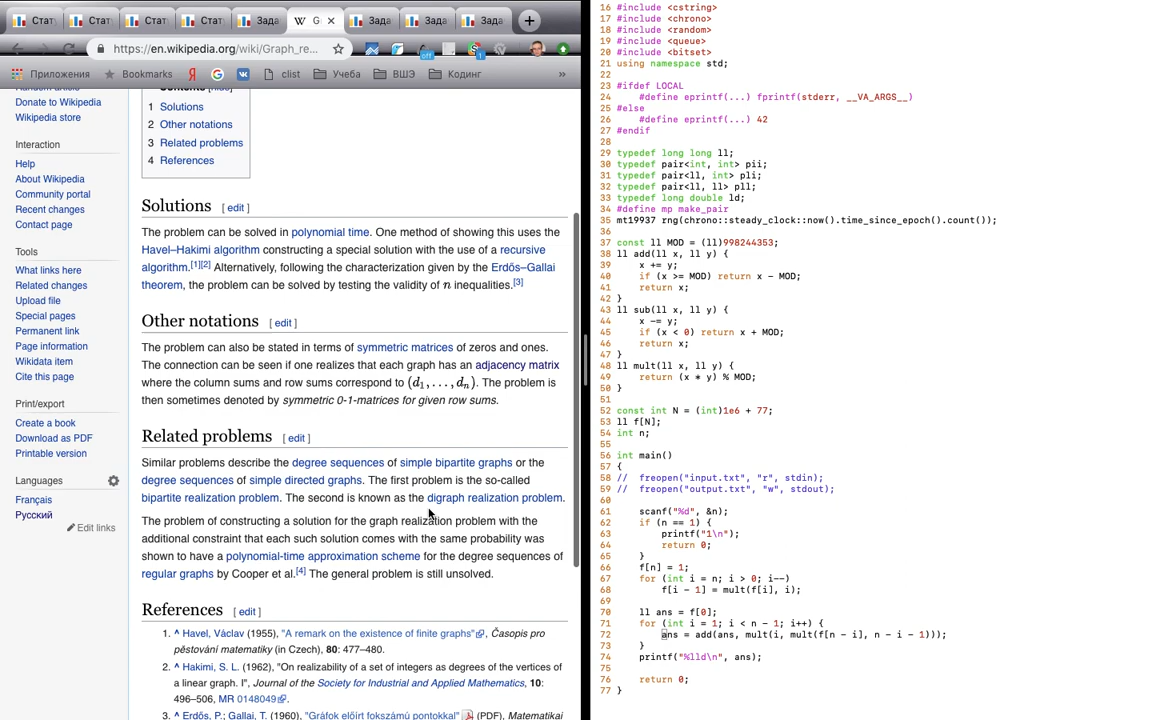 Стат
Стат
Стат
Стат
Зада
W G
Зада
Зада
Зада
https://en.wikipedia.org/wiki/Graph_re...
off
1
Приложения
Bookmarks
Я
clist
Учеба
ВШЭ
Кодинг
»
Donate to Wikipedia
Wikipedia store
Interaction
Help
About Wikipedia
Community portal
Recent changes
Contact page
Tools
What links here
Related changes
Upload file
Special pages
Permanent link
Page information
Wikidata item
Cite this page
Print/export
Create a book
Download as PDF
Printable version
Languages
Français
Русский
Edit links
1 Solutions
2 Other notations
3 Related problems
4 References
Solutions [ edit ]
The problem can be solved in polynomial time. One method of showing this uses the
Havel–Hakimi algorithm constructing a special solution with the use of a recursive
algorithm.[1][2] Alternatively, following the characterization given by the Erdős–Gallai
theorem, the problem can be solved by testing the validity of n inequalities.[3]
Other notations [ edit ]
The problem can also be stated in terms of symmetric matrices of zeros and ones.
The connection can be seen if one realizes that each graph has an adjacency matrix
where the column sums and row sums correspond to (d1, . . . , dn). The problem is
then sometimes denoted by symmetric 0-1-matrices for given row sums.
Related problems [ edit ]
Similar problems describe the degree sequences of simple bipartite graphs or the
degree sequences of simple directed graphs. The first problem is the so-called
bipartite realization problem. The second is known as the digraph realization problem.
The problem of constructing a solution for the graph realization problem with the
additional constraint that each such solution comes with the same probability was
shown to have a polynomial-time approximation scheme for the degree sequences of
regular graphs by Cooper et al.[4] The general problem is still unsolved.
References [ edit ]
1. ^ Havel, Václav (1955), "A remark on the existence of finite graphs", Časopis pro
pěstování matematiky (in Czech), 80: 477–480.
2. ^ Hakimi, S. L. (1962), "On realizability of a set of integers as degrees of the vertices of
a linear graph. I", Journal of the Society for Industrial and Applied Mathematics, 10:
496–506, MR 0148049.
3. ^ Erdős, P.; Gallai, T. (1960), "Gráfok előírt fokszámú pontokkal" (PDF), Matematikai
16 #include <cstring>
17 #include <chrono>
18 #include <random>
19 #include <queue>
20 #include <bitset>
21 using namespace std;
22
23 #ifdef LOCAL
24 #define eprintf(...) fprintf(stderr, __VA_ARGS__)
25 #else
26 #define eprintf(...) 42
27 #endif
28
29 typedef long long ll;
30 typedef pair<int, int> pii;
31 typedef pair<ll, int> pli;
32 typedef pair<ll, ll> pll;
33 typedef long double ld;
34 #define mp make_pair
35 mt19937 rng(chrono::steady_clock::now().time_since_epoch().count());
36
37 const ll MOD = (ll)998244353;
38 ll add(ll x, ll y) {
39 x += y;
40 if (x >= MOD) return x - MOD;
41 return x;
42 }
43 ll sub(ll x, ll y) {
44 x -= y;
45 if (x < 0) return x + MOD;
46 return x;
47 }
48 ll mult(ll x, ll y) {
49 return (x * y) % MOD;
50 }
51
52 const int N = (int)1e6 + 77;
53 ll f[N];
54 int n;
55
56 int main()
57 {
58 // freopen("input.txt", "r", stdin);
59 // freopen("output.txt", "w", stdout);
60
61 scanf("%d", &n);
62 if (n == 1) {
63 printf("1\n");
64 return 0;
65 }
66 f[n] = 1;
67 for (int i = n; i > 0; i--)
68 f[i - 1] = mult(f[i], i);
69
70 ll ans = f[0];
71 for (int i = 1; i < n - 1; i++) {
72 ans = add(ans, mult(i, mult(f[n - i], n - i - 1)));
73 }
74 printf("%lld\n", ans);
75
76 return 0;
77 }